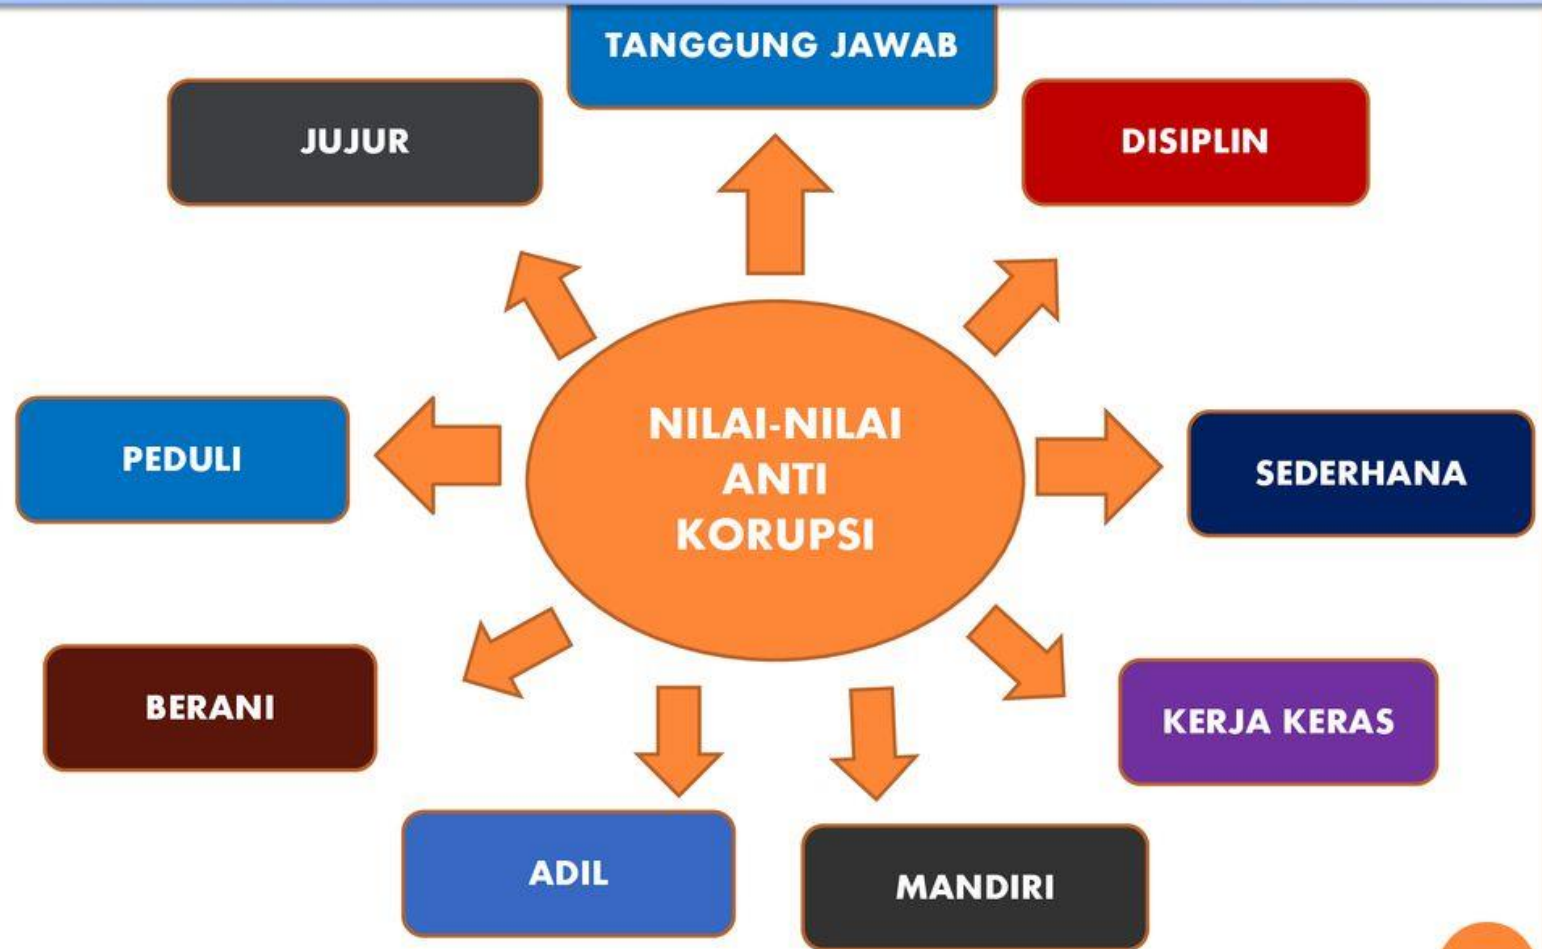 TANGGUNG JAWAB
JUJUR
DISIPLIN
NILAI-NILAI
ANTI
KORUPSI
PEDULI
SEDERHANA
BERANI
KERJA KERAS
ADIL
MANDIRI